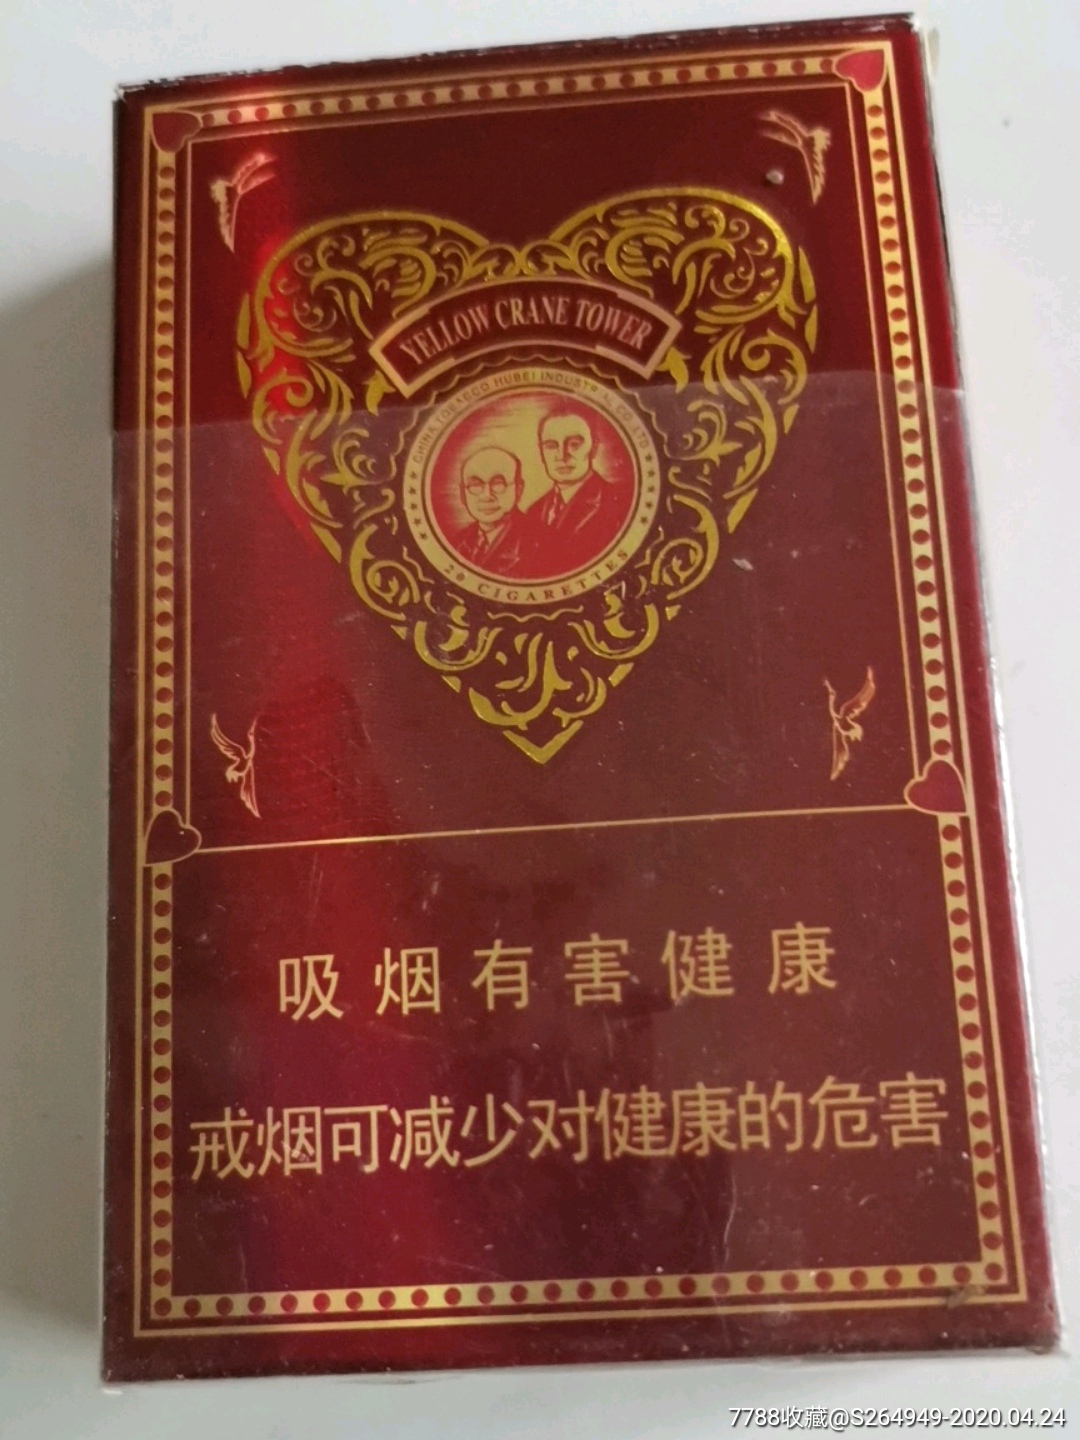 YELLOW CRANE TOWER
CHINA TOBACCO HUBEI INDUSTRIAL CO., LTD
20 CIGARETTES
吸烟有害健康
戒烟可减少对健康的危害
7788收藏@S264949-2020.04.24